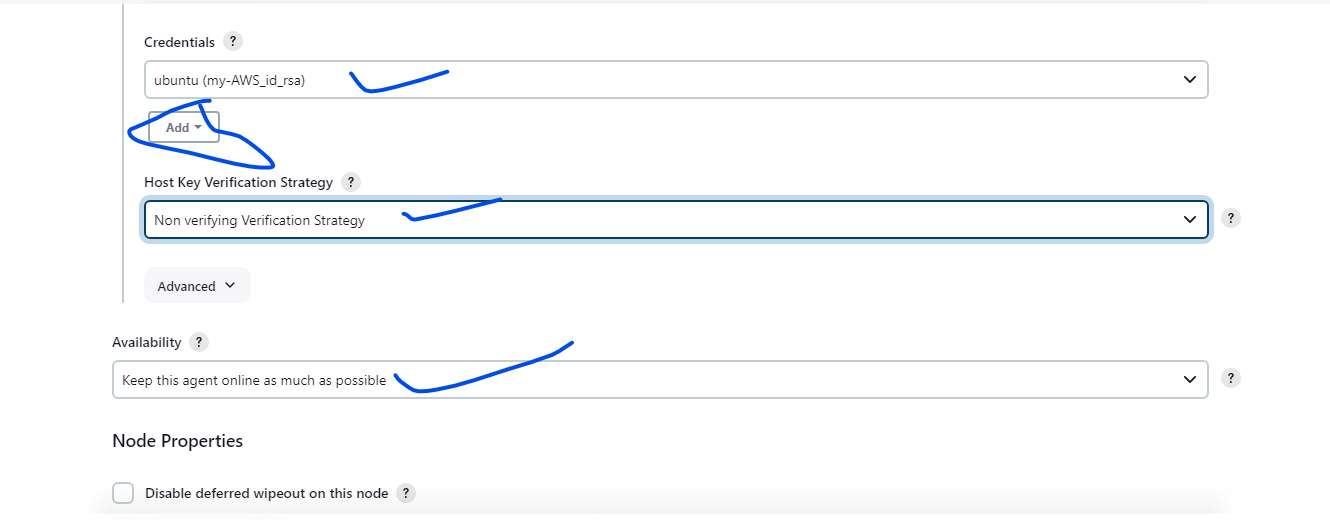 Credentials ?
ubuntu (my-AWS_id_rsa)
Add
Host Key Verification Strategy ?
Non verifying Verification Strategy
?
Advanced
Availability ?
Keep this agent online as much as possible
?
Node Properties
Disable deferred wipeout on this node ?